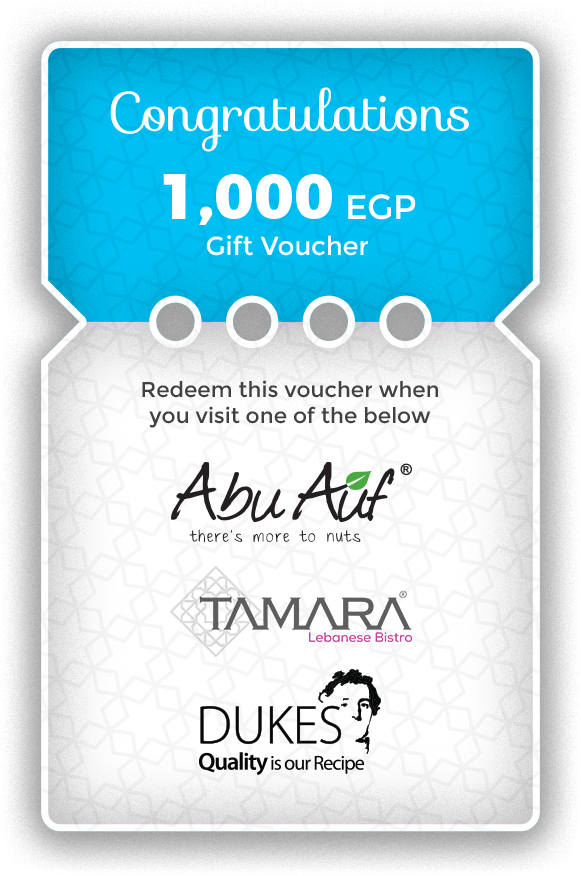 Congratulations
1,000 EGP
Gift Voucher
Redeem this voucher when
you visit one of the below
Abu Auf ®
there's more to nuts
TAMARA ®
Lebanese Bistro
DUKES
Quality is our Recipe